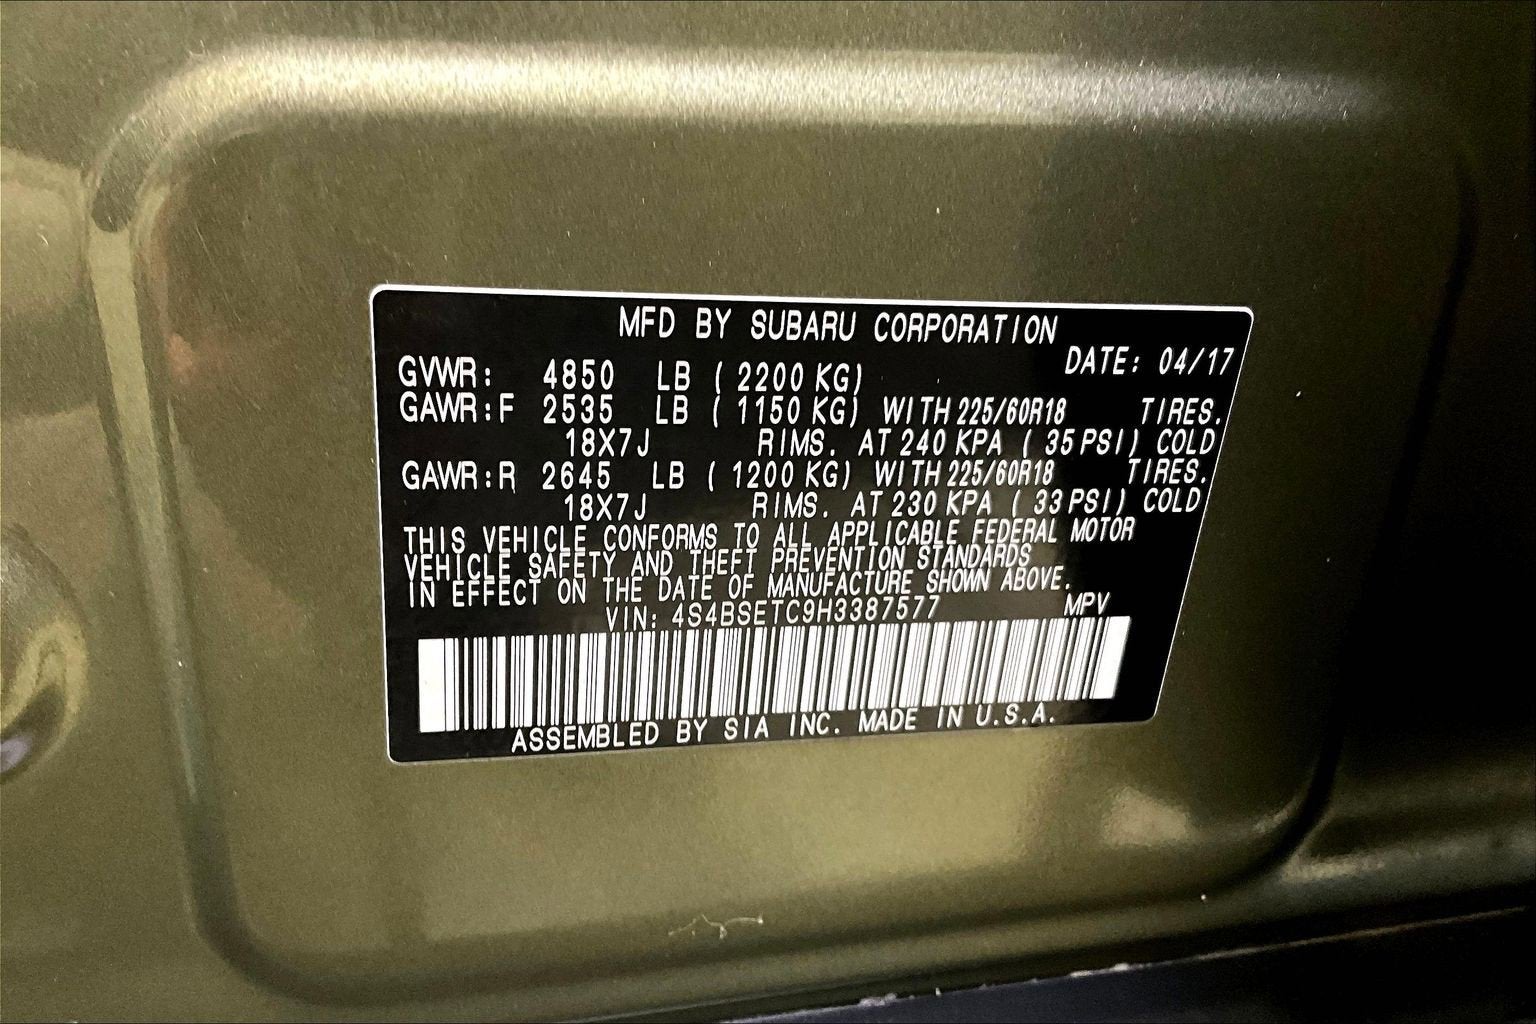 MFD BY SUBARU CORPORATION
DATE: 04/17
GVWR: 4850 LB (2200 KG)
GAWR:F 2535 LB (1150 KG) WITH 225/60R18 TIRES.
18X7J RIMS. AT 240 KPA (35 PSI) COLD
GAWR:R 2645 LB (1200 KG) WITH 225/60R18 TIRES.
18X7J RIMS. AT 230 KPA (33 PSI) COLD
THIS VEHICLE CONFORMS TO ALL APPLICABLE FEDERAL MOTOR
VEHICLE SAFETY AND THEFT PREVENTION STANDARDS
IN EFFECT ON THE DATE OF MANUFACTURE SHOWN ABOVE.
VIN: 4S4BSETC9H3387577 MPV
ASSEMBLED BY SIA INC. MADE IN U.S.A.